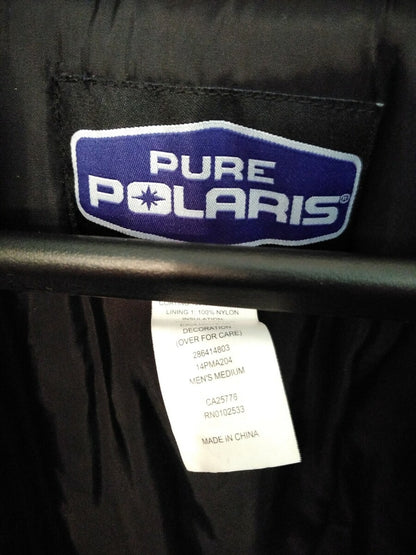 PURE
POLARIS®
LINING 1: 100% NYLON
INSULATION
DECORATION
(OVER FOR CARE)
286414803
14PMA204
MEN'S MEDIUM
CA25776
RN0102533
MADE IN CHINA